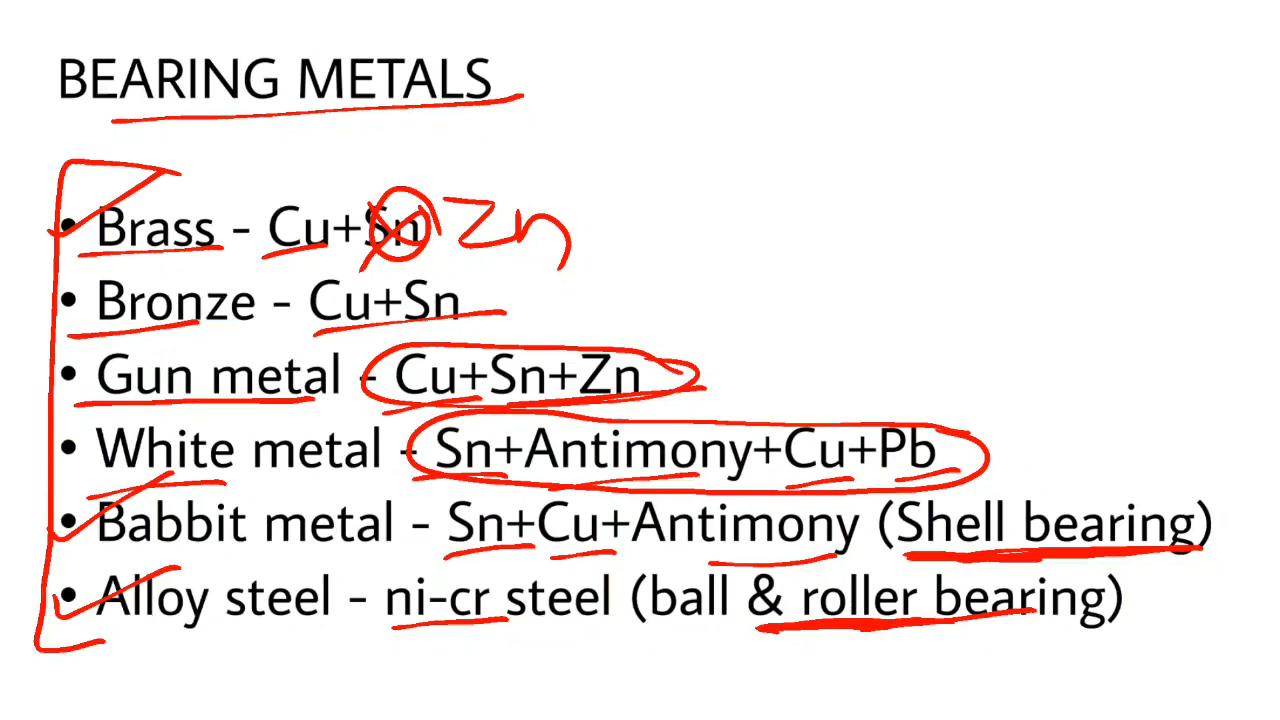 BEARING METALS
• Brass - Cu+Sn Zn
• Bronze - Cu+Sn
• Gun metal - Cu+Sn+Zn
• White metal - Sn+Antimony+Cu+Pb
• Babbit metal - Sn+Cu+Antimony (Shell bearing)
• Alloy steel - ni-cr steel (ball & roller bearing)